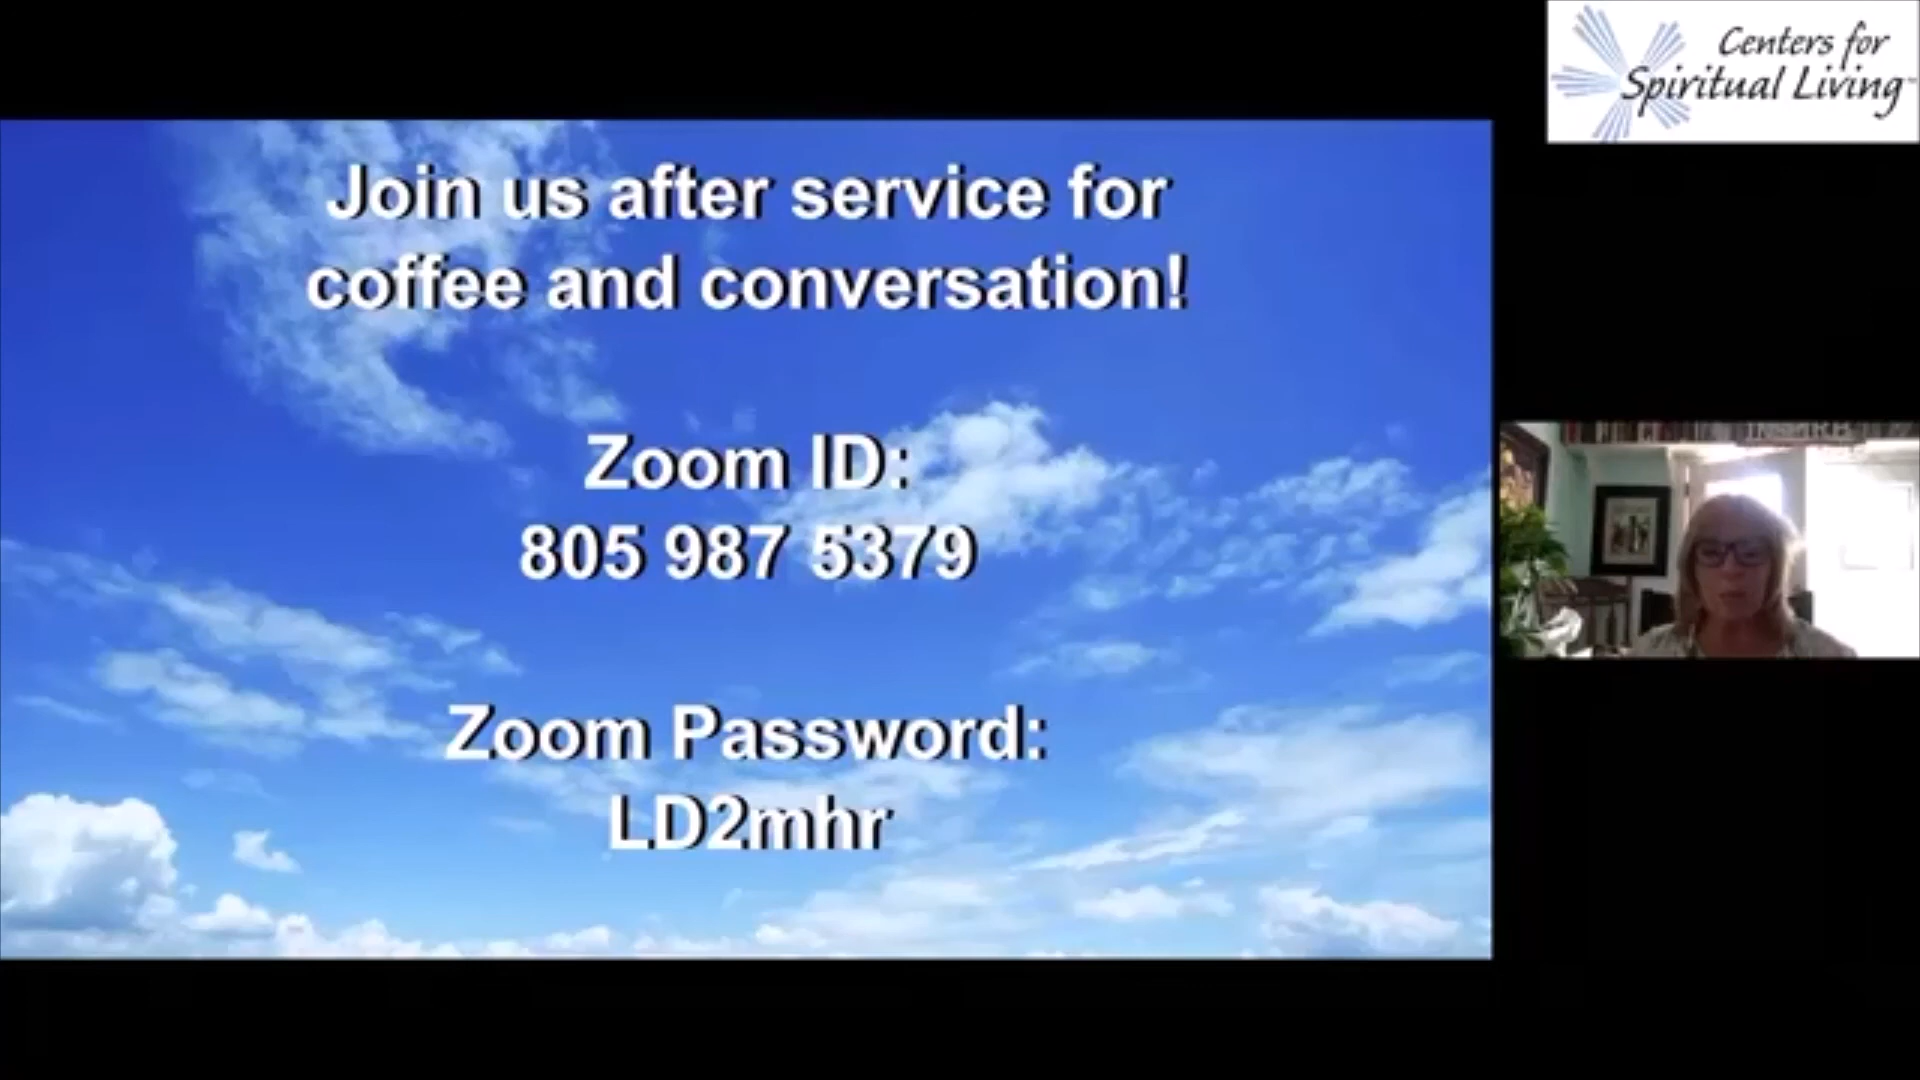 Join us after service for
coffee and conversation!
Zoom ID:
805 987 5379
Zoom Password:
LD2mhr
Centers for
Spiritual Living
INSPIRE